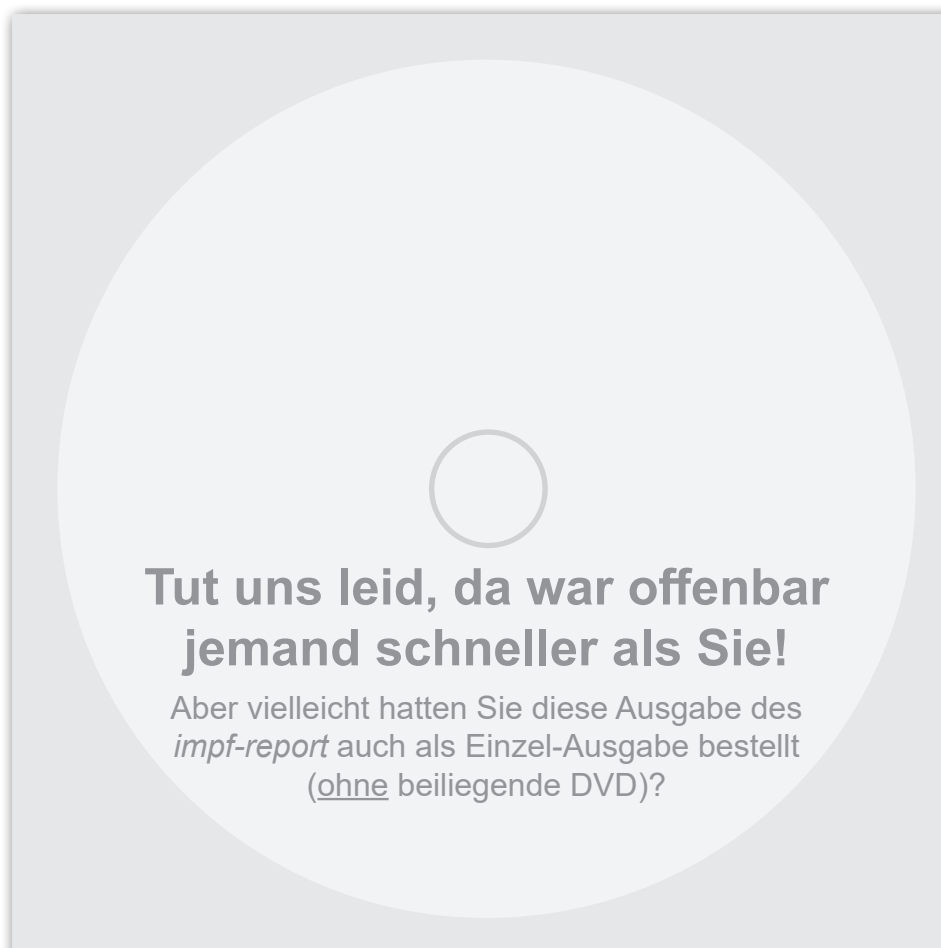 Tut uns leid, da war offenbar
jemand schneller als Sie!
Aber vielleicht hatten Sie diese Ausgabe des
impf-report auch als Einzel-Ausgabe bestellt
(ohne beiliegende DVD)?